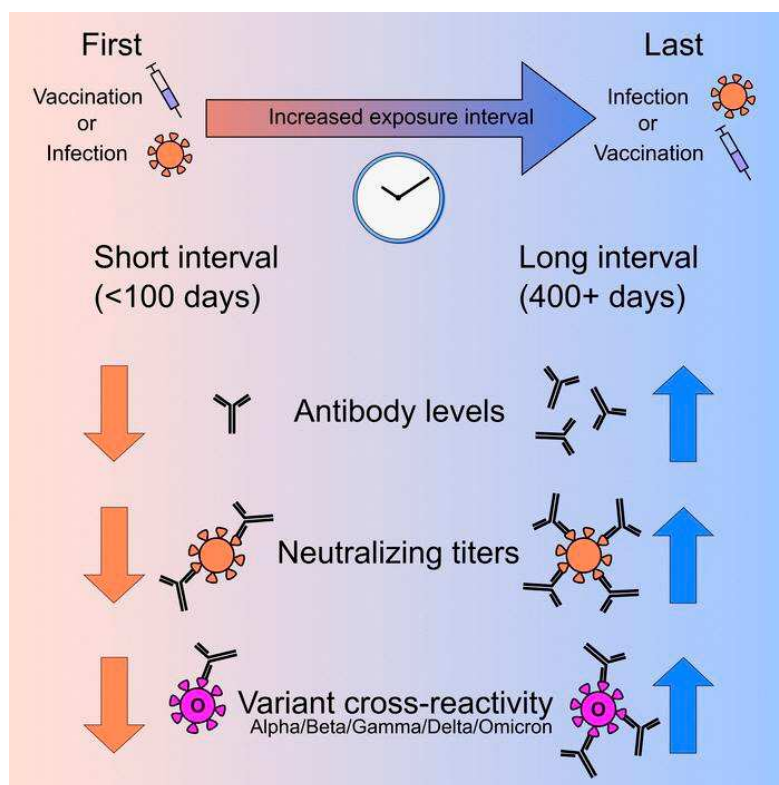 First
Last
Vaccination
or
Infection
Increased exposure interval
Infection
or
Vaccination
Short interval
(<100 days)
Long interval
(400+ days)
Antibody levels
Neutralizing titers
O
Variant cross-reactivity
O
Alpha/Beta/Gamma/Delta/Omicron